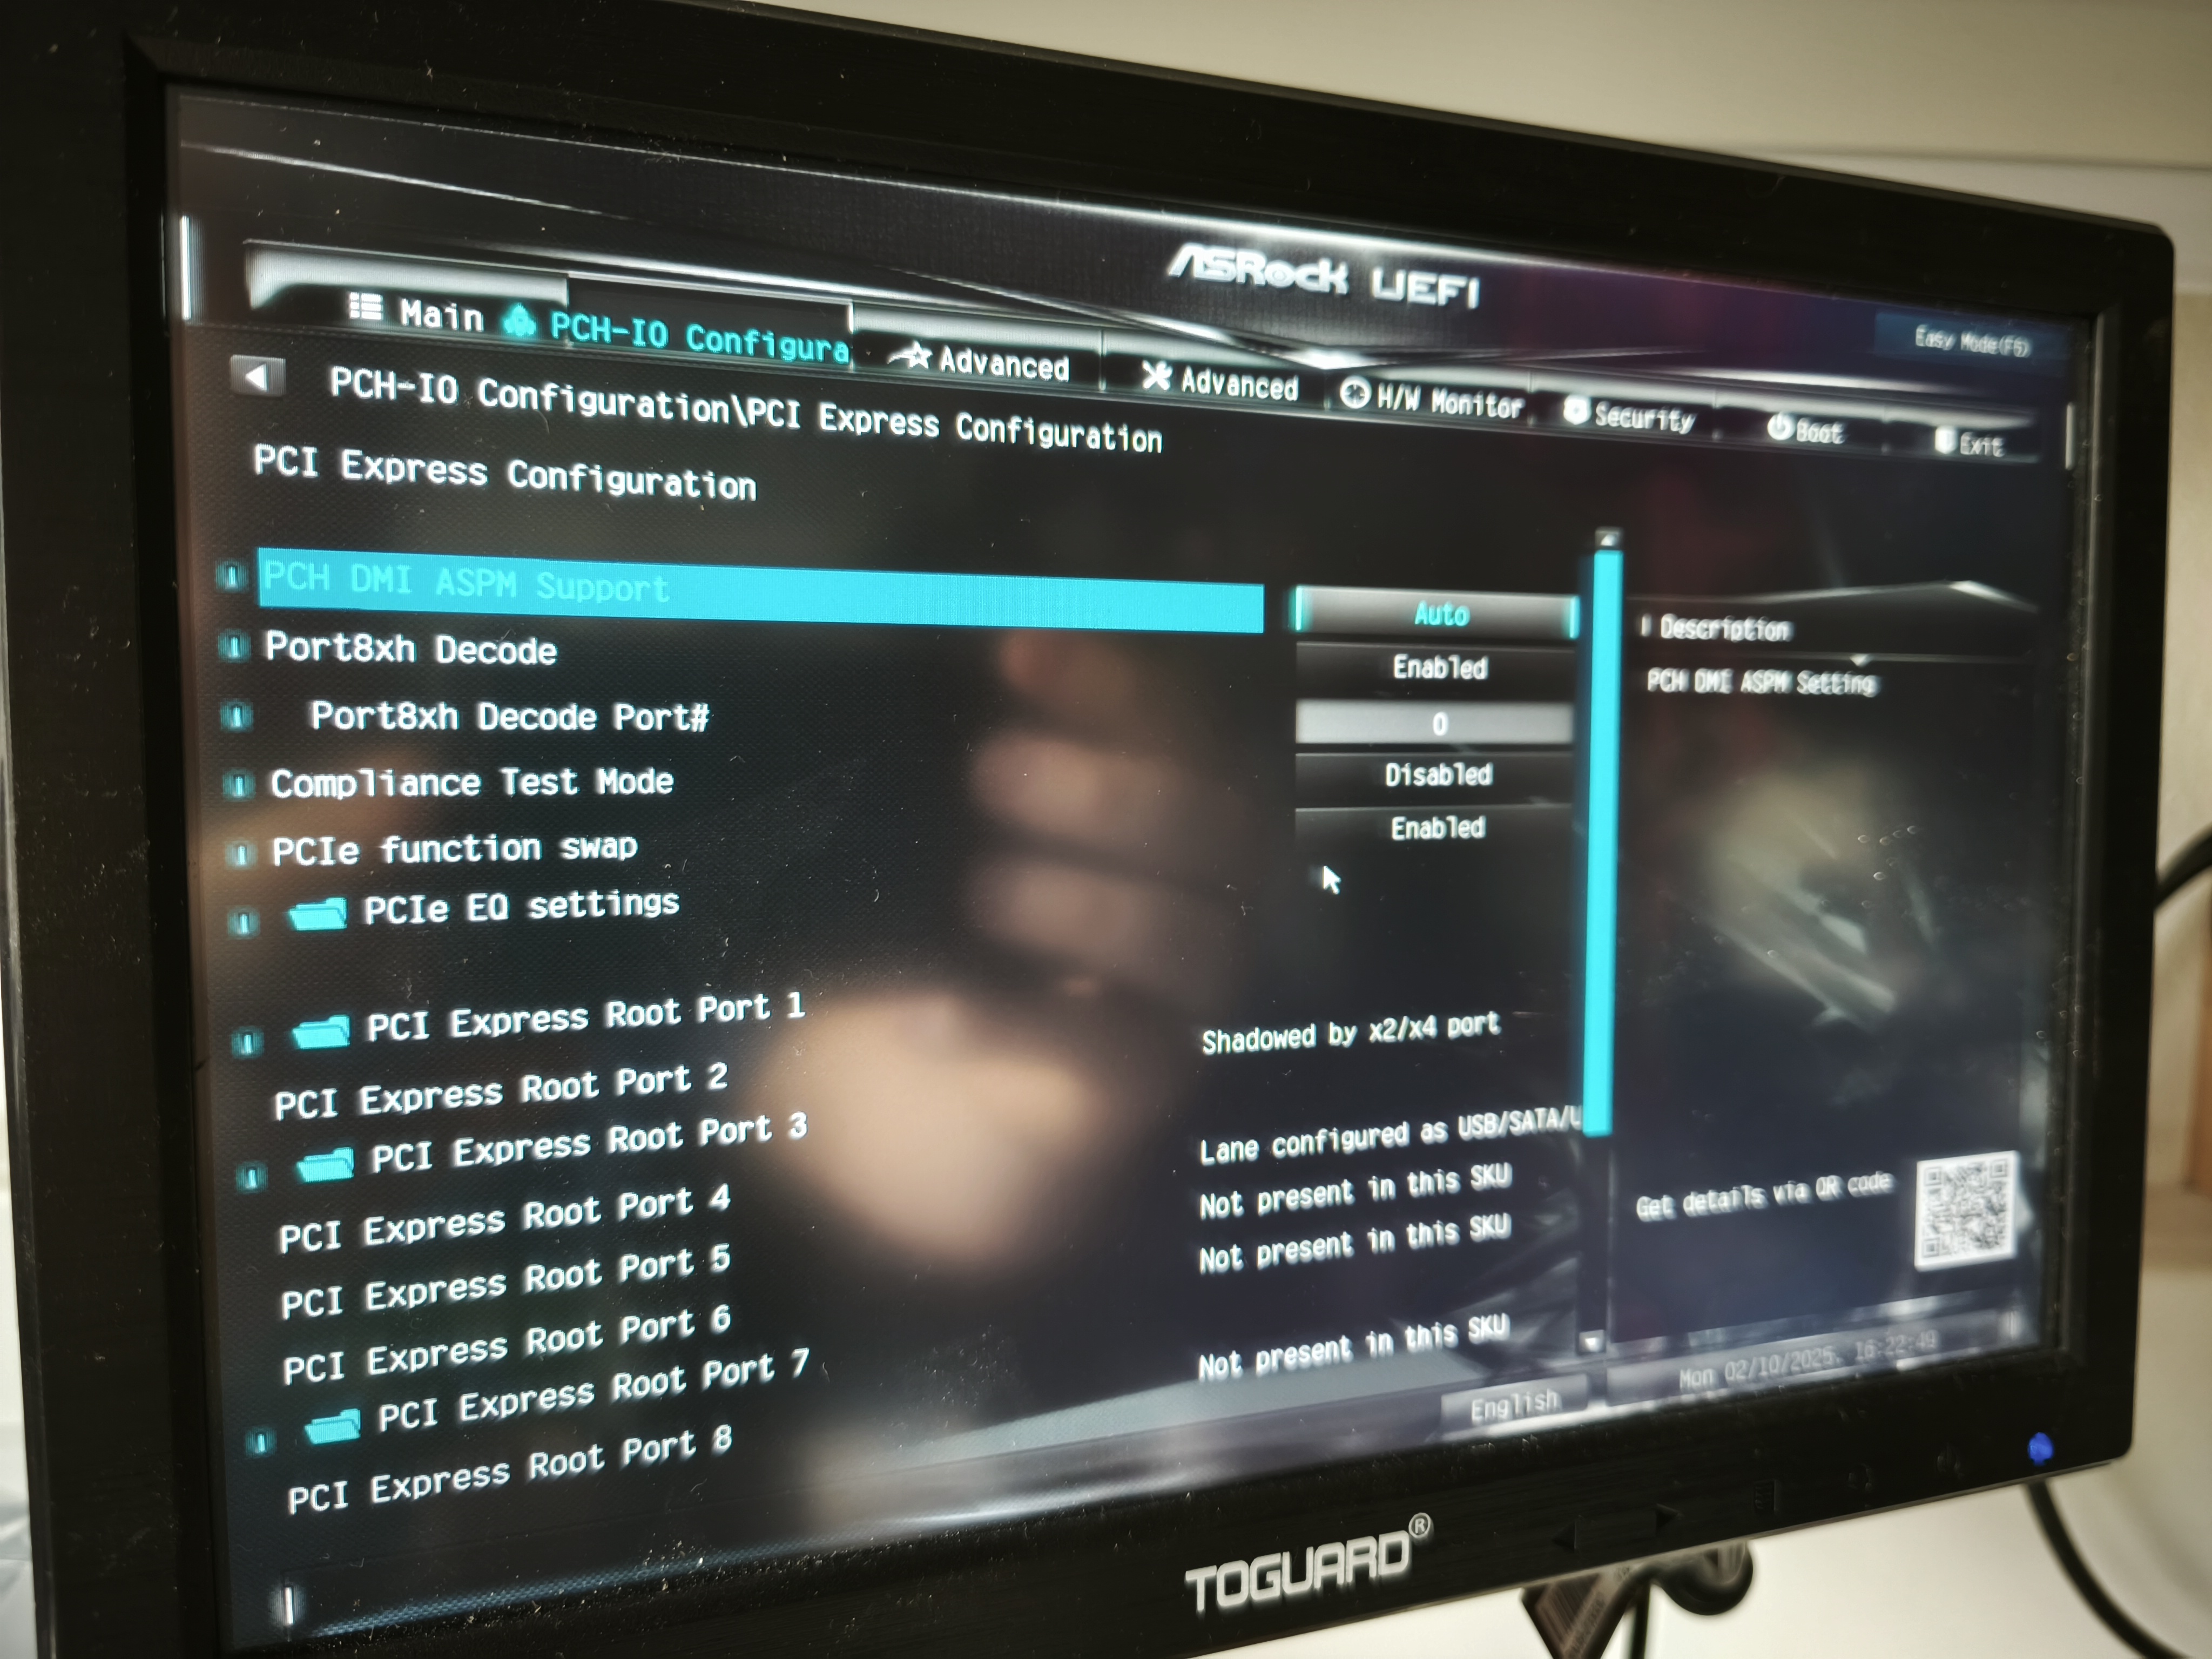 ASRock UEFI
Easy Mode(F6)
Main
PCH-IO Configura
Advanced
Advanced
H/W Monitor
Security
Boot
Exit
PCH-IO Configuration\PCI Express Configuration
PCI Express Configuration
PCH DMI ASPM Support Auto
Port8xh Decode Enabled
Port8xh Decode Port# 0
Compliance Test Mode Disabled
PCIe function swap Enabled
PCIe EQ settings
PCI Express Root Port 1
PCI Express Root Port 2 Shadowed by x2/x4 port
PCI Express Root Port 3
PCI Express Root Port 4 Lane configured as USB/SATA/U
PCI Express Root Port 5 Not present in this SKU
PCI Express Root Port 6 Not present in this SKU
PCI Express Root Port 7
PCI Express Root Port 8 Not present in this SKU
Description
PCH DMI ASPM Setting
Get details via QR code
English
Mon 02/10/2025, 16:22:49
TOGUARD®